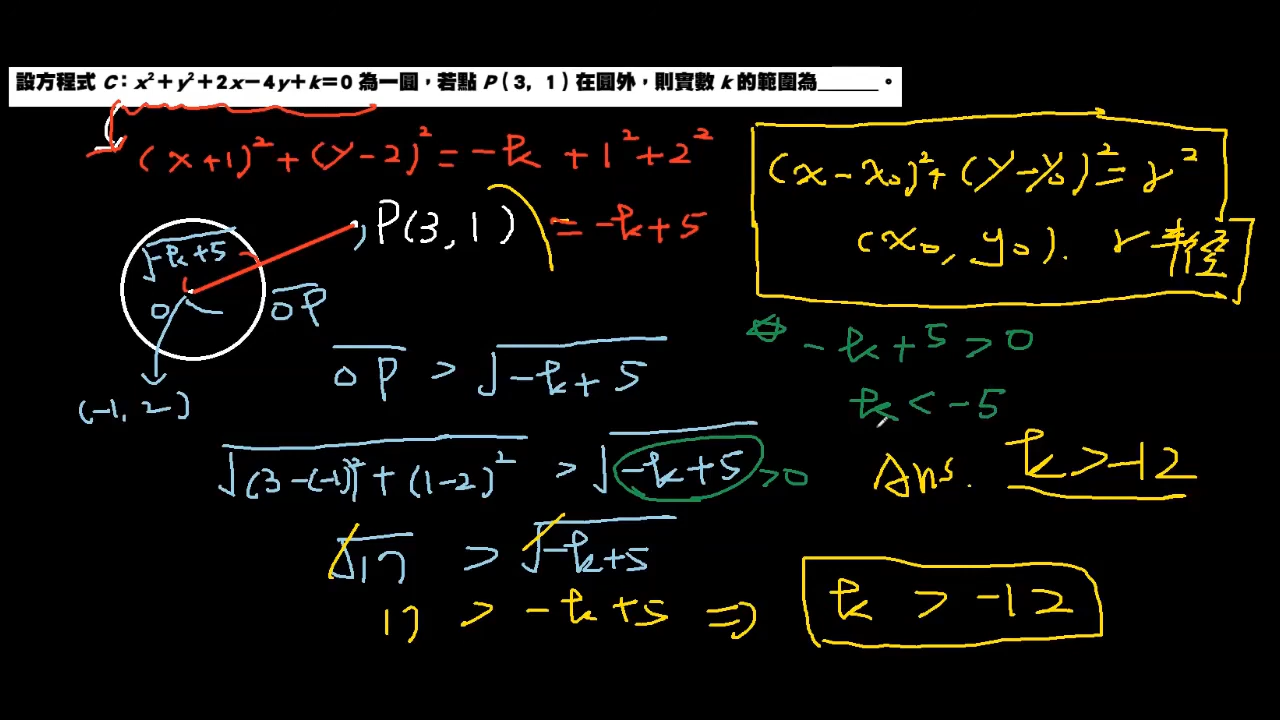 設方程式 C：x²＋y²＋2x－4y＋k＝0 為一圓，若點 P（3，1）在圓外，則實數 k 的範圍為______。
(x+1)²+(y-2)²=-k+1²+2²
(x-x₀)²+(y-y₀)²=r²
P(3,1)
=-k+5
(x₀,y₀). r半徑
√-k+5
O
OP
-k+5>0
OP > √-k+5
(-1,2)
k<-5
√(3-(-1))²+(1-2)² > √-k+5 >0
Ans. k>-12
√17 > √-k+5
17 > -k+5 ⇒ k > -12